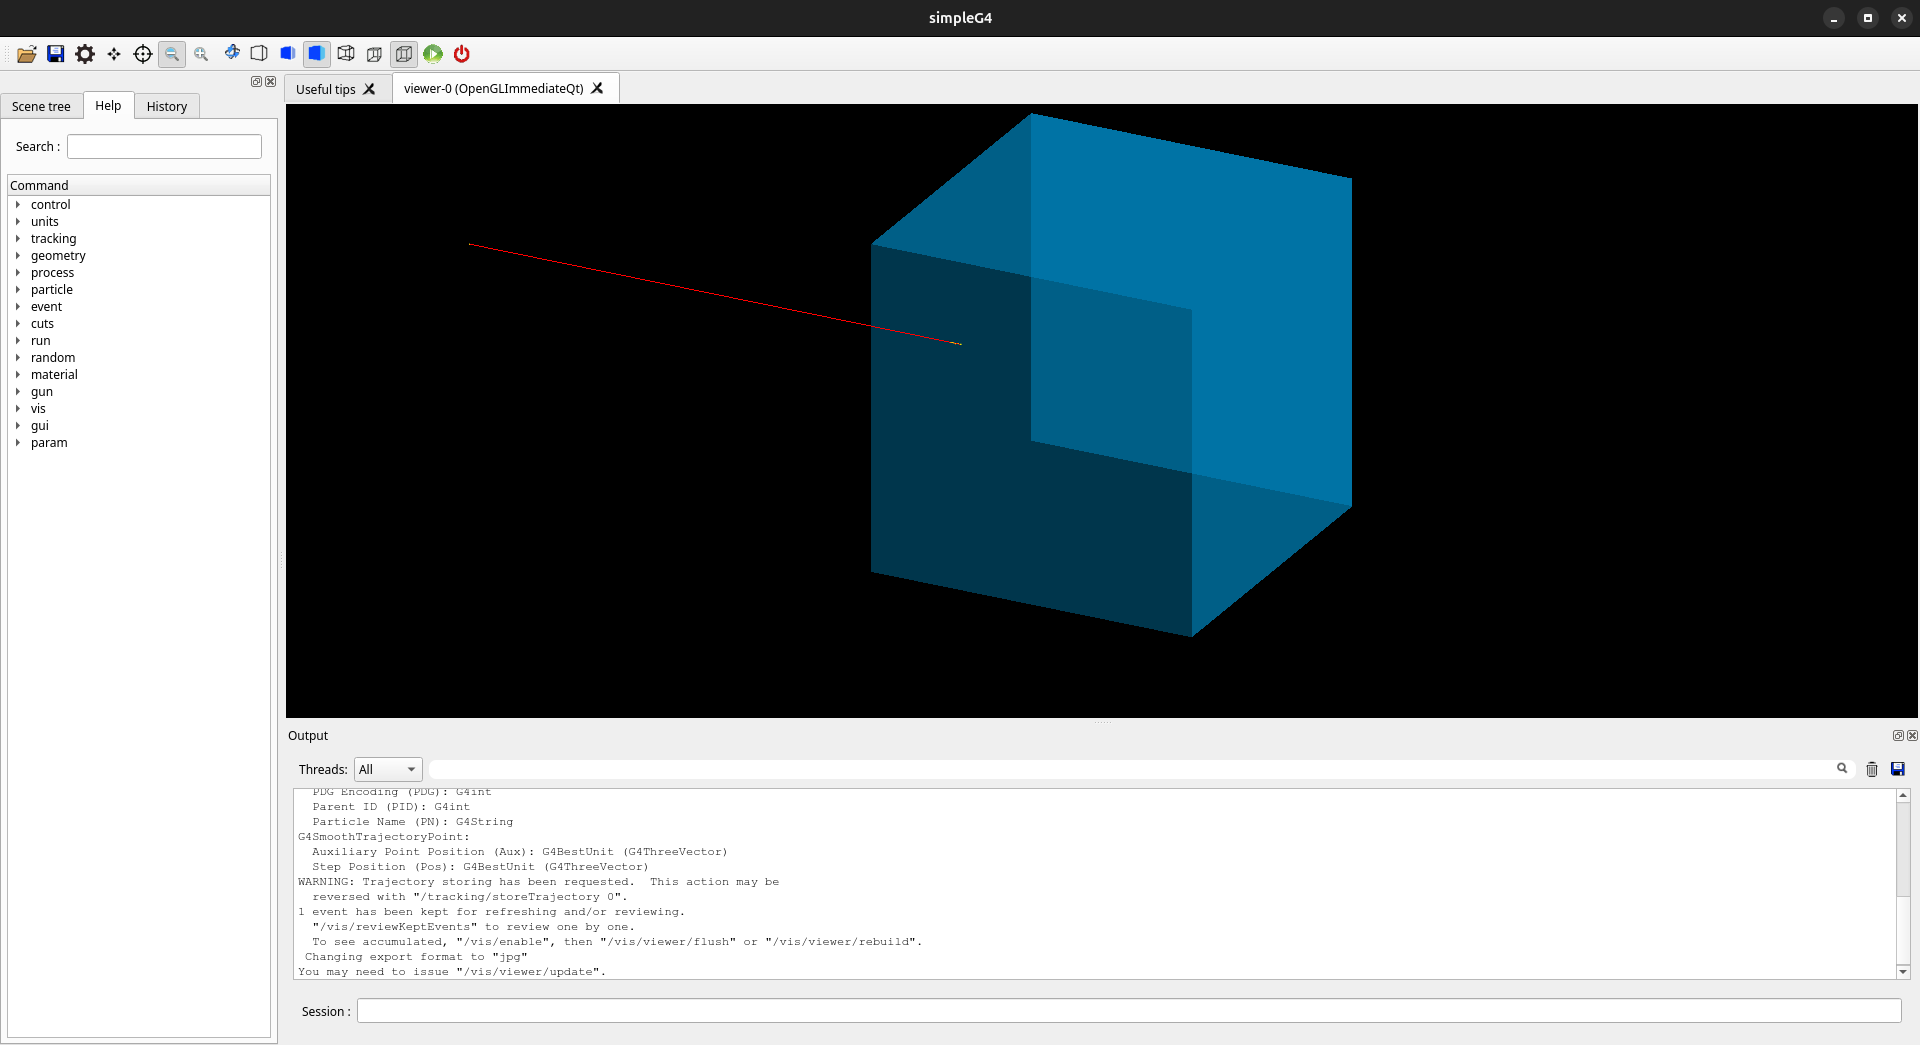 simpleG4
Useful tips
viewer-0 (OpenGLImmediateQt)
Scene tree
Help
History
Search :
Command
control
units
tracking
geometry
process
particle
event
cuts
run
random
material
gun
vis
gui
param
Output
Threads:
All
PDG Encoding (PDG): G4int
Parent ID (PID): G4int
Particle Name (PN): G4String
G4SmoothTrajectoryPoint:
Auxiliary Point Position (Aux): G4BestUnit (G4ThreeVector)
Step Position (Pos): G4BestUnit (G4ThreeVector)
WARNING: Trajectory storing has been requested.  This action may be
reversed with "/tracking/storeTrajectory 0".
1 event has been kept for refreshing and/or reviewing.
"/vis/reviewKeptEvents" to review one by one.
To see accumulated, "/vis/enable", then "/vis/viewer/flush" or "/vis/viewer/rebuild".
Changing export format to "jpg"
You may need to issue "/vis/viewer/update".
Session :